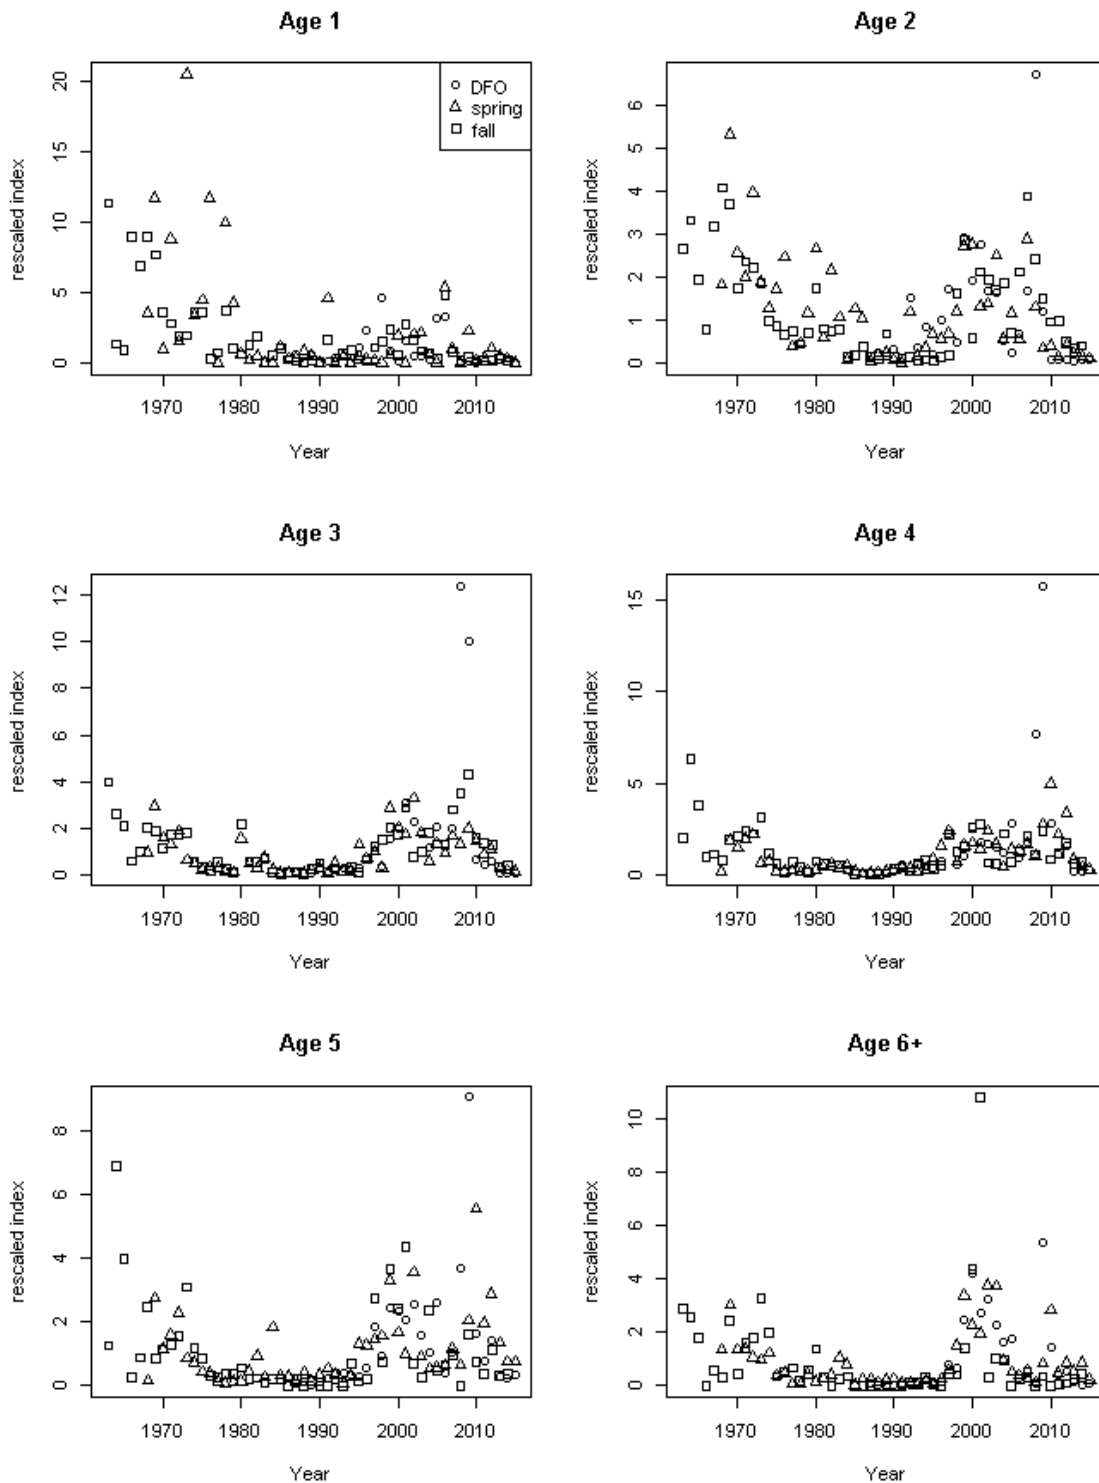 Age 1
Age 2
rescaled index
20
15
10
5
0
DFO
spring
fall
1970 1980 1990 2000 2010
Year
rescaled index
6
5
4
3
2
1
0
1970 1980 1990 2000 2010
Year
Age 3
Age 4
rescaled index
12
10
8
6
4
2
0
1970 1980 1990 2000 2010
Year
rescaled index
15
10
5
0
1970 1980 1990 2000 2010
Year
Age 5
Age 6+
rescaled index
8
6
4
2
0
1970 1980 1990 2000 2010
Year
rescaled index
10
8
6
4
2
0
1970 1980 1990 2000 2010
Year